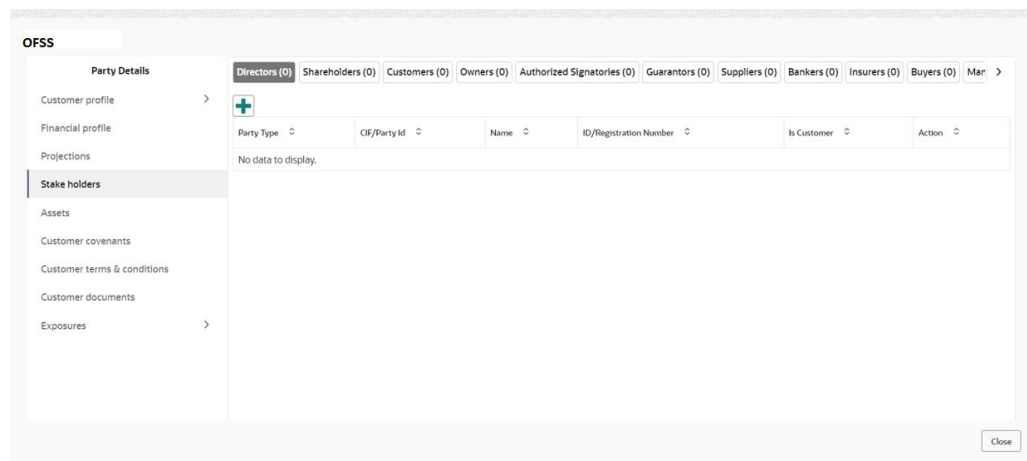 OFSS
Party Details
Customer profile
Financial profile
Projections
Stake holders
Assets
Customer covenants
Customer terms & conditions
Customer documents
Exposures
Directors (0) Shareholders (0) Customers (0) Owners (0) Authorized Signatories (0) Guarantors (0) Suppliers (0) Bankers (0) Insurers (0) Buyers (0) Man
Party Type CIF/Party Id Name ID/Registration Number Is Customer Action
No data to display.
Close